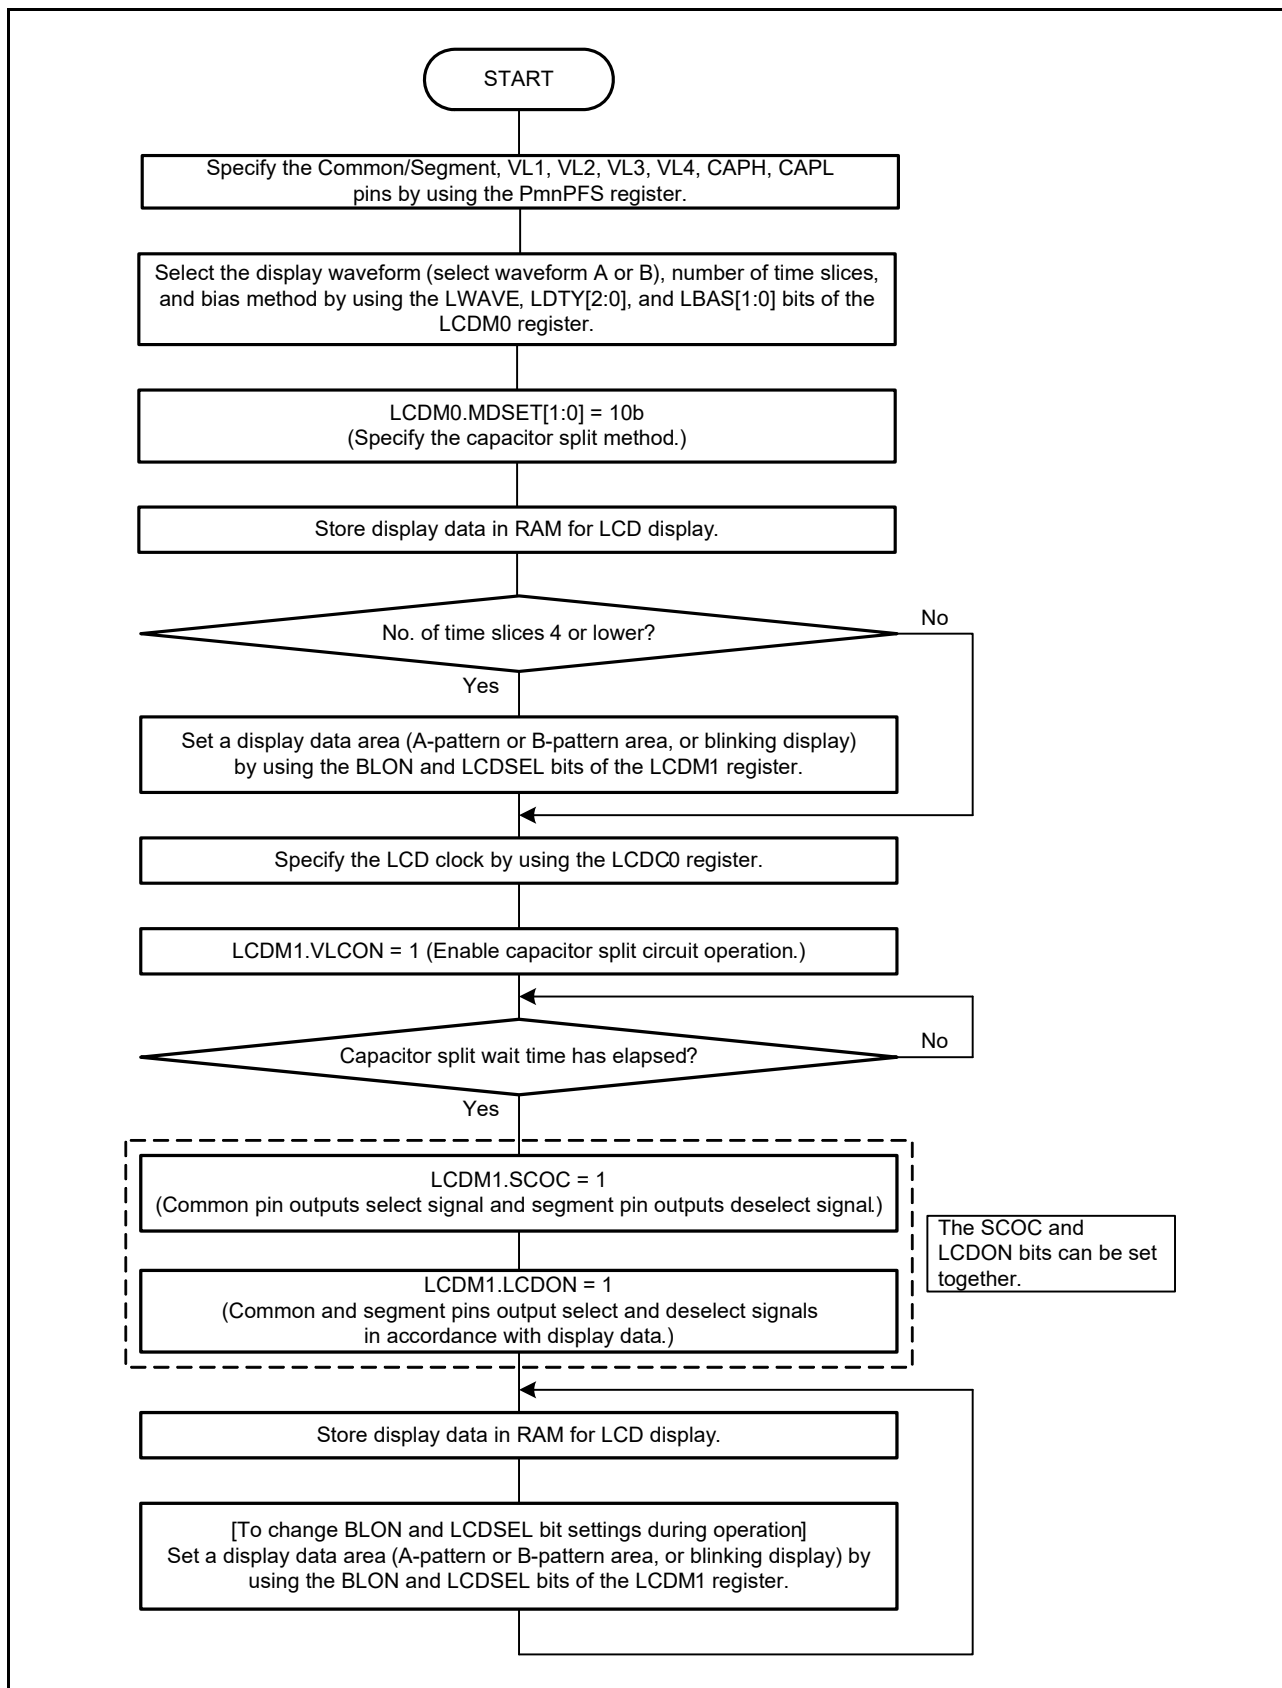 START
Specify the Common/Segment, VL1, VL2, VL3, VL4, CAPH, CAPL
pins by using the PmnPFS register.
Select the display waveform (select waveform A or B), number of time slices,
and bias method by using the LWAVE, LDTY[2:0], and LBAS[1:0] bits of the
LCDM0 register.
LCDM0.MDSET[1:0] = 10b
(Specify the capacitor split method.)
Store display data in RAM for LCD display.
No. of time slices 4 or lower?
No
Yes
Set a display data area (A-pattern or B-pattern area, or blinking display)
by using the BLON and LCDSEL bits of the LCDM1 register.
Specify the LCD clock by using the LCDC0 register.
LCDM1.VLCON = 1 (Enable capacitor split circuit operation.)
Capacitor split wait time has elapsed?
No
Yes
LCDM1.SCOC = 1
(Common pin outputs select signal and segment pin outputs deselect signal.)
The SCOC and
LCDON bits can be set
together.
LCDM1.LCDON = 1
(Common and segment pins output select and deselect signals
in accordance with display data.)
Store display data in RAM for LCD display.
[To change BLON and LCDSEL bit settings during operation]
Set a display data area (A-pattern or B-pattern area, or blinking display) by
using the BLON and LCDSEL bits of the LCDM1 register.